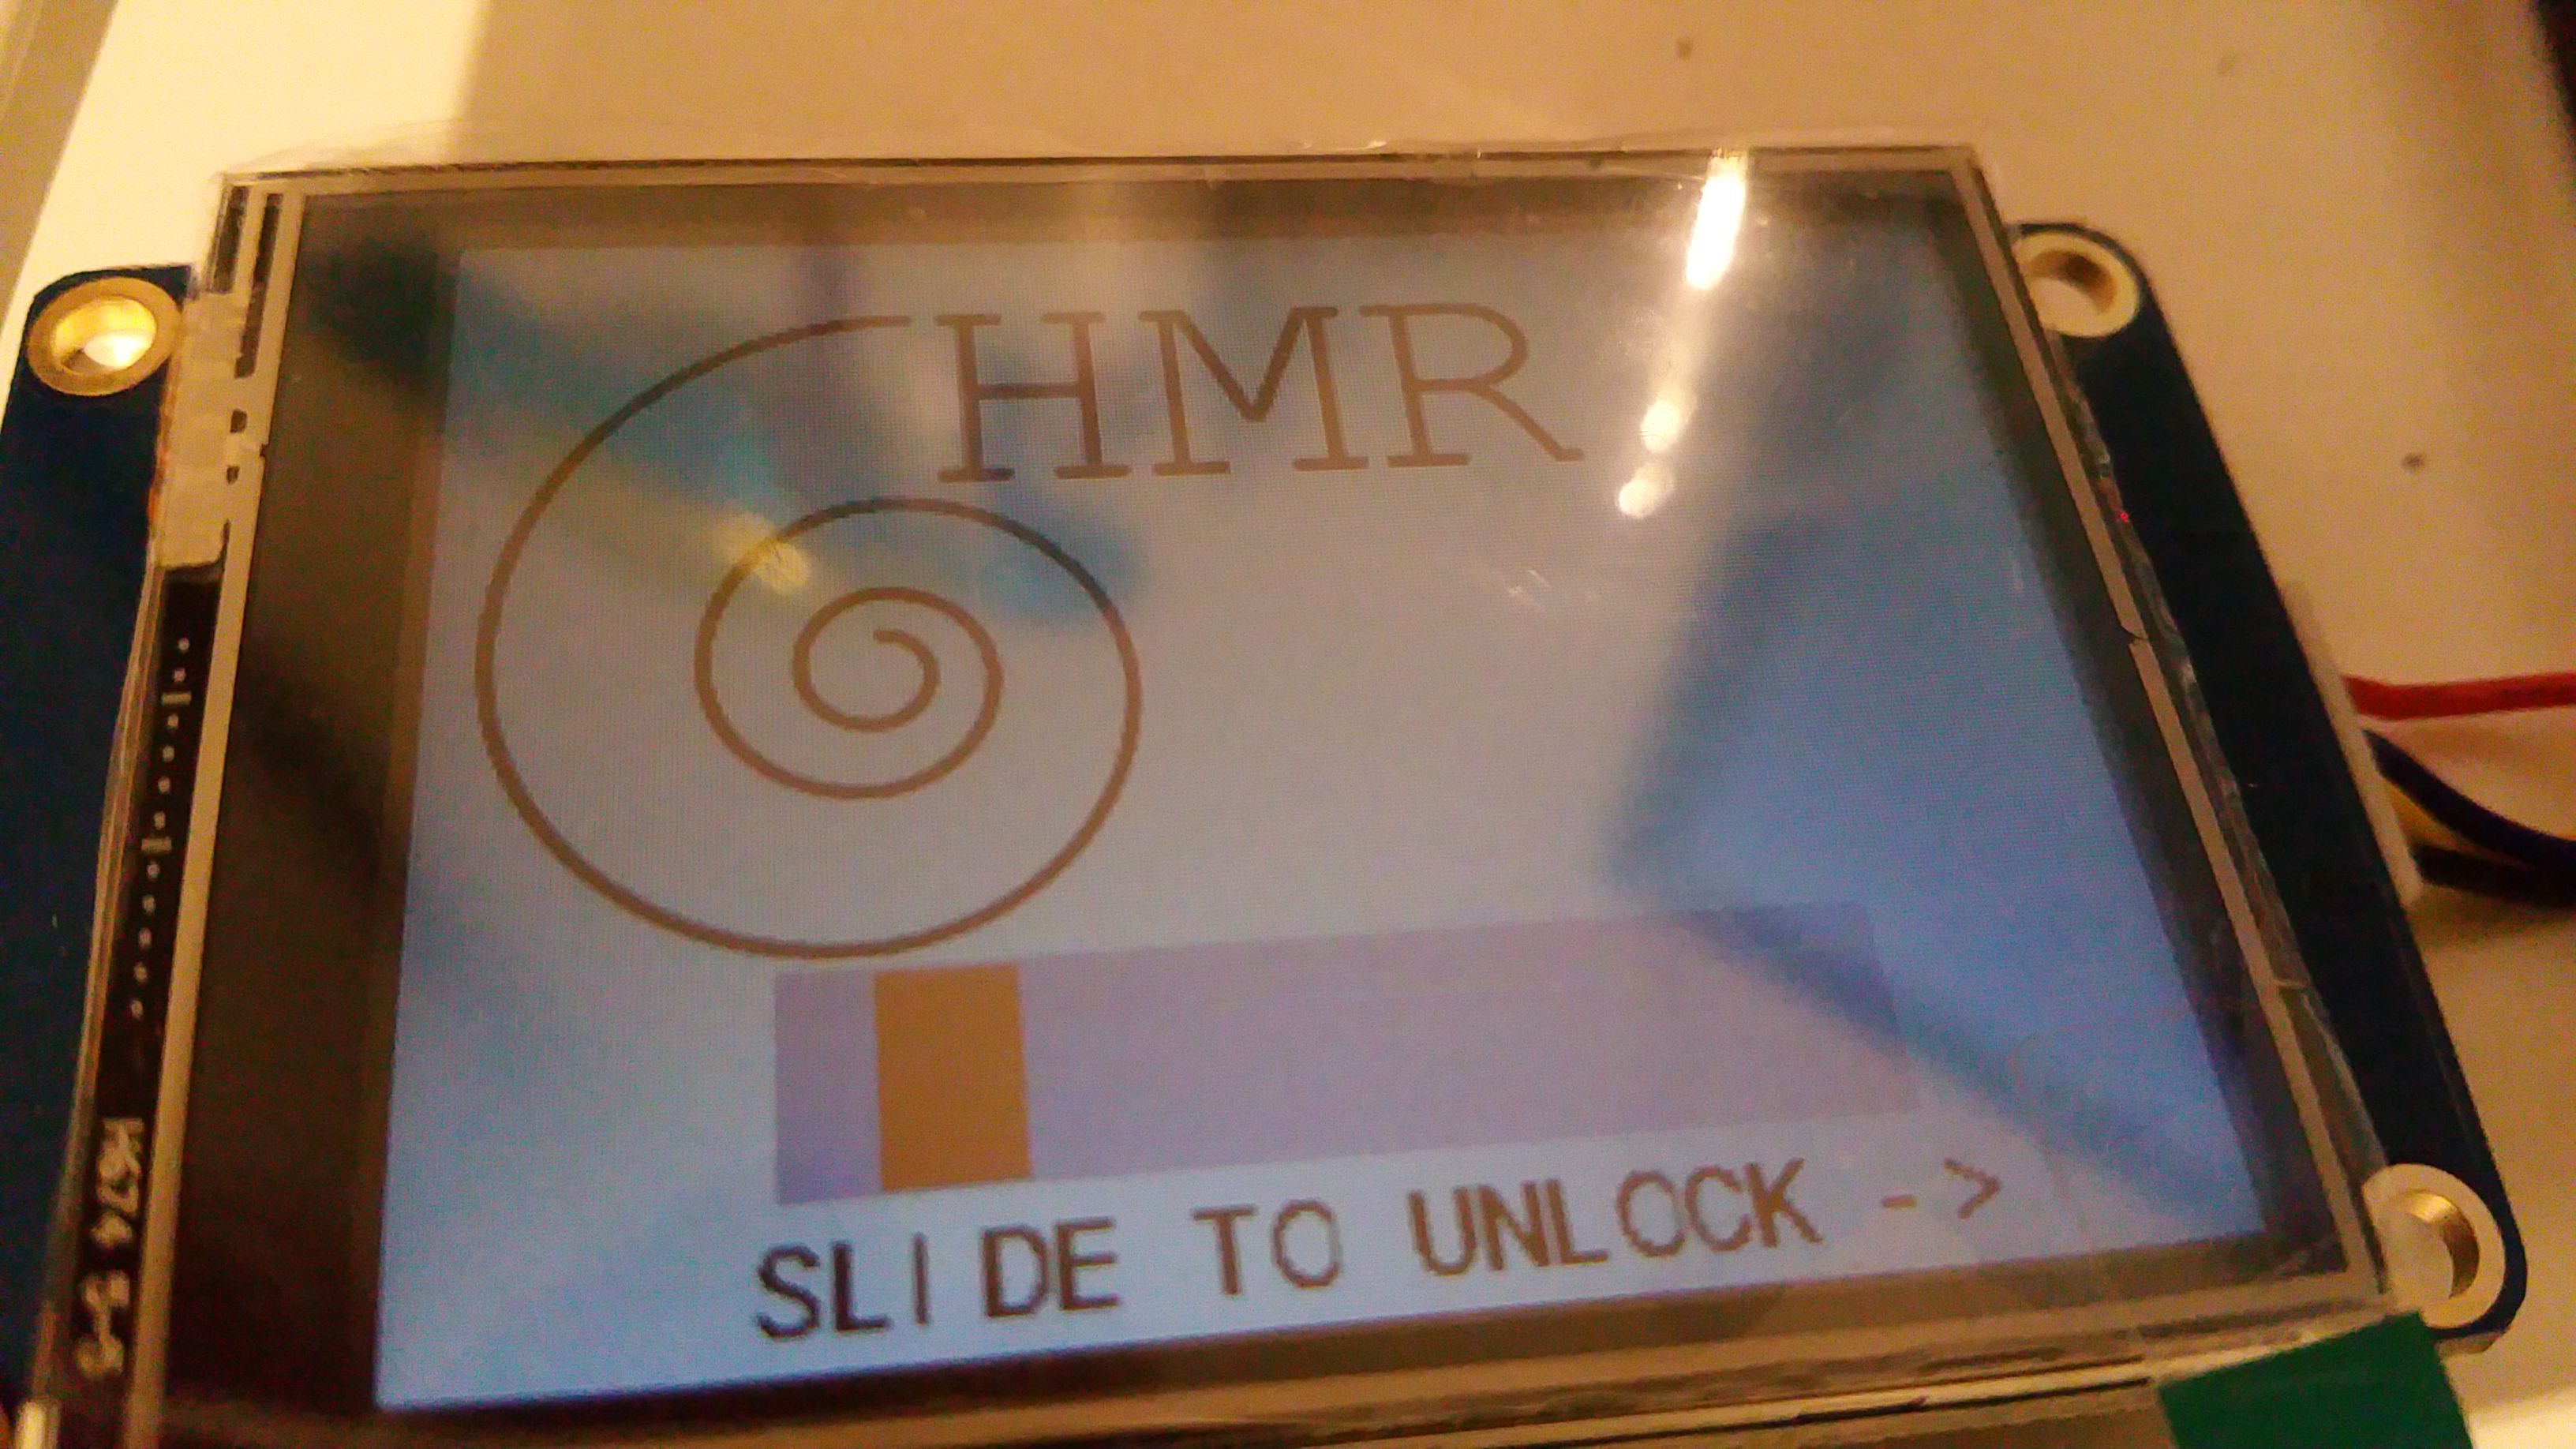 HMR
SLIDE TO UNLOCK ->